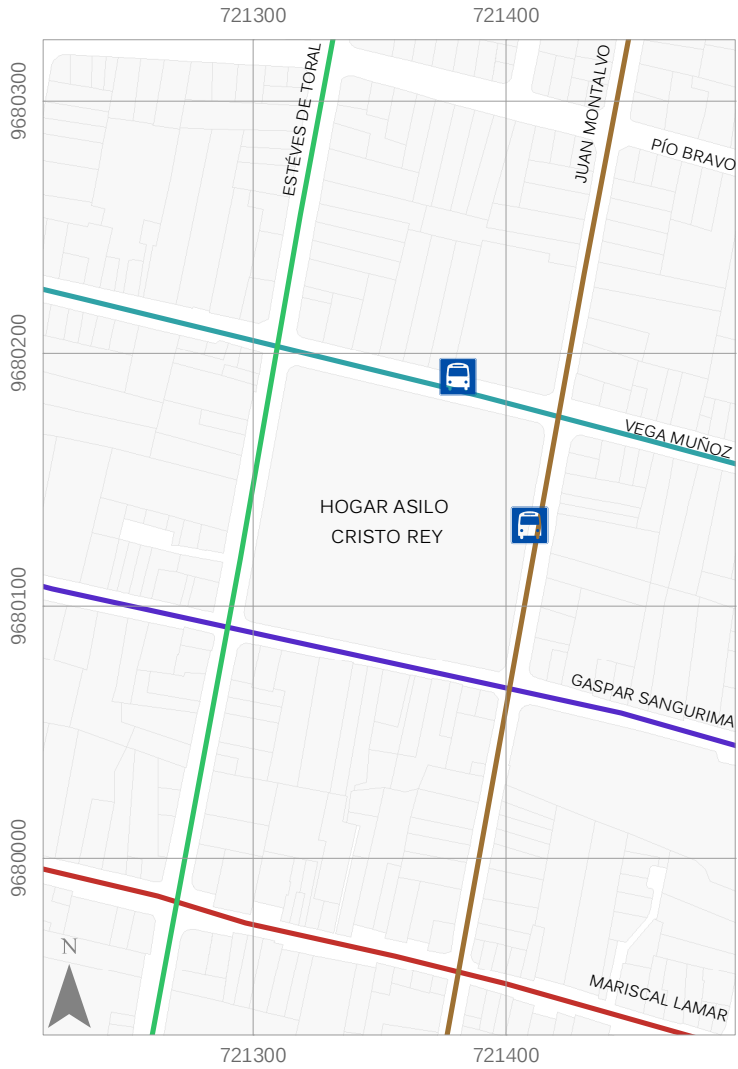 721300
721400
9680300
ESTÉVES DE TORAL
JUAN MONTALVO
PÍO BRAVO
9680200
VEGA MUÑOZ
HOGAR ASILO
CRISTO REY
9680100
GASPAR SANGURIMA
9680000
N
MARISCAL LAMAR
721300
721400